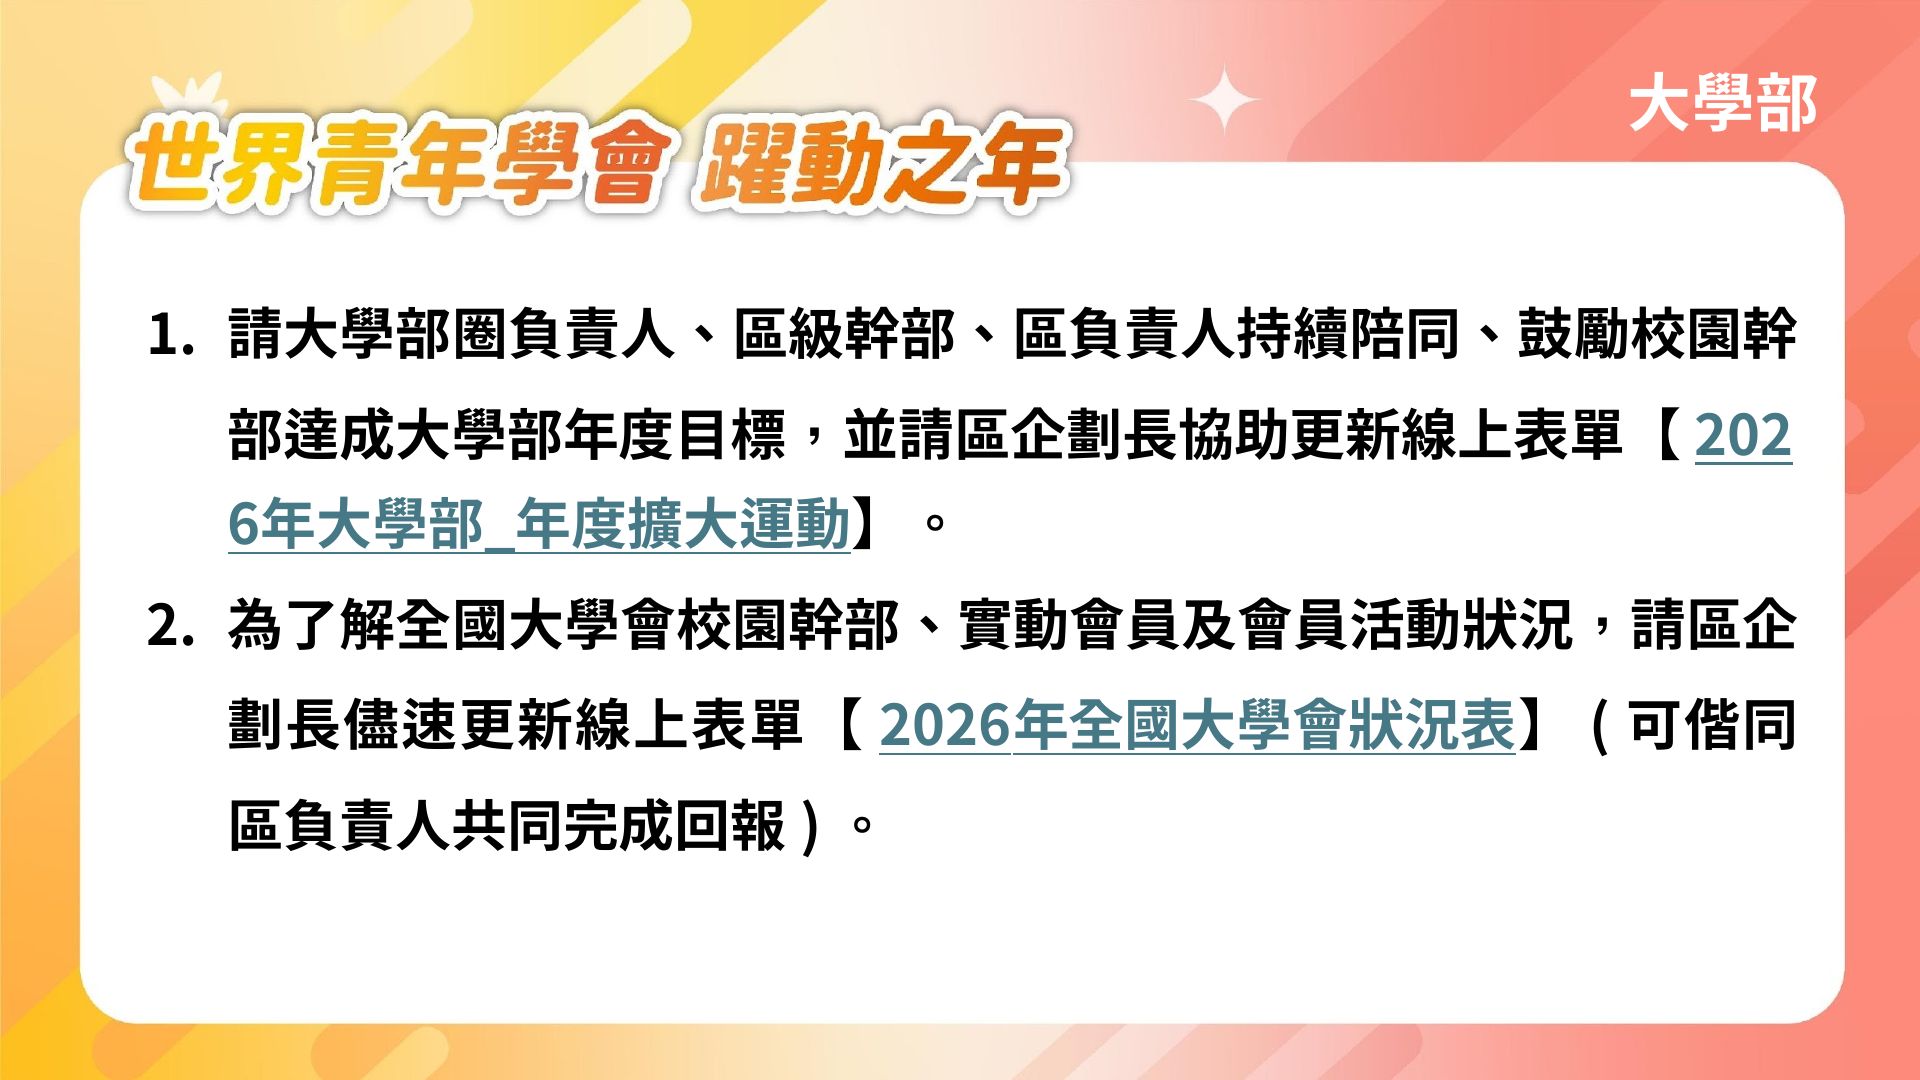 大學部
世界青年學會 躍動之年
1. 請大學部圈負責人、區級幹部、區負責人持續陪同、鼓勵校園幹
部達成大學部年度目標，並請區企劃長協助更新線上表單【202
6年大學部_年度擴大運動】。
2. 為了解全國大學會校園幹部、實動會員及會員活動狀況，請區企
劃長儘速更新線上表單【2026年全國大學會狀況表】(可偕同
區負責人共同完成回報)。